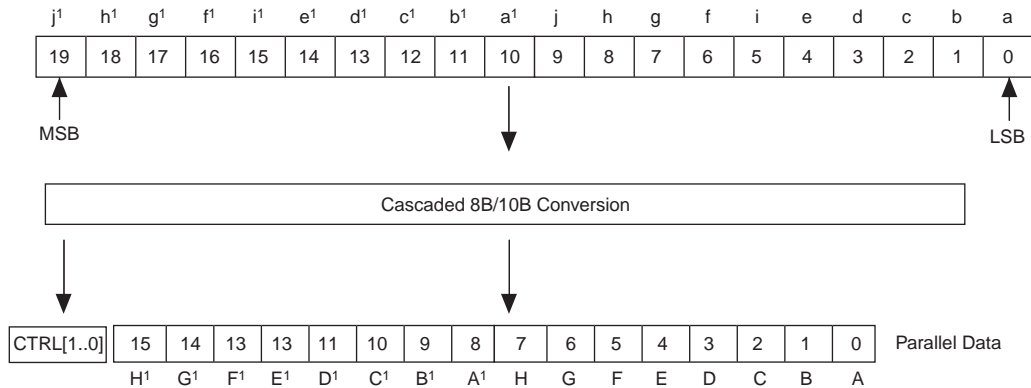 j¹ h¹ g¹ f¹ i¹ e¹ d¹ c¹ b¹ a¹ j h g f i e d c b a
19 18 17 16 15 14 13 12 11 10 9 8 7 6 5 4 3 2 1 0
MSB LSB
Cascaded 8B/10B Conversion
CTRL[1..0] 15 14 13 13 11 10 9 8 7 6 5 4 3 2 1 0 Parallel Data
H¹ G¹ F¹ E¹ D¹ C¹ B¹ A¹ H G F E D C B A